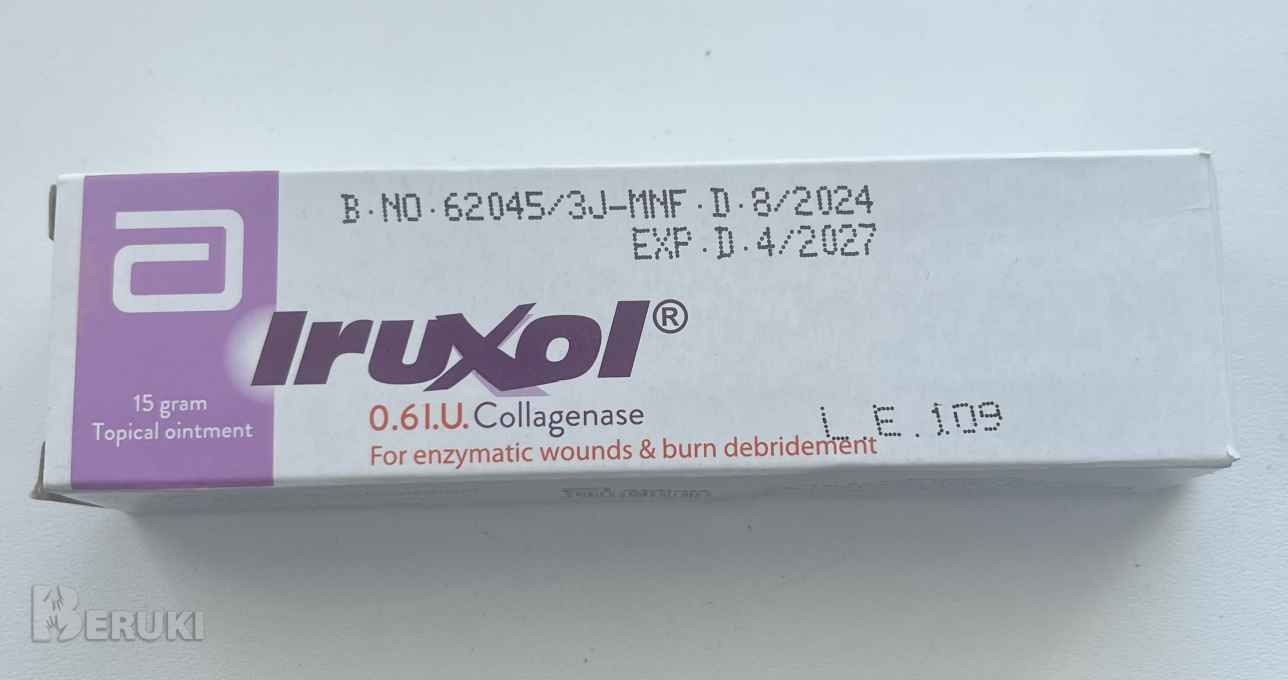 B.NO.62045/3J-MNF.D.8/2024
EXP.D.4/2027
Iruxol®
15 gram
Topical ointment
0.6 I.U. Collagenase
For enzymatic wounds & burn debridement
L.E.109
BERUKI